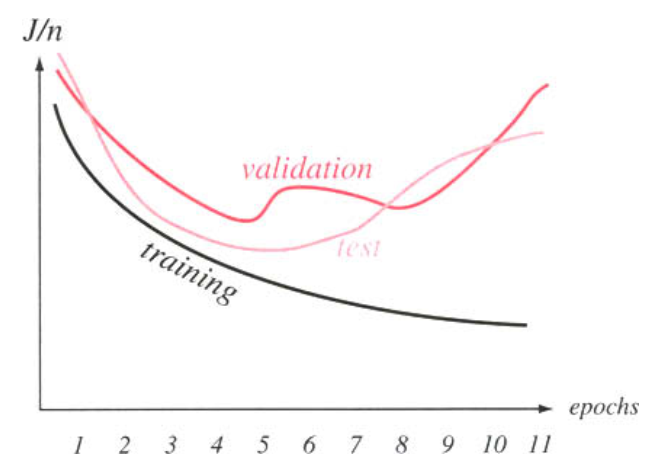 J/n
validation
test
training
epochs
1 2 3 4 5 6 7 8 9 10 11